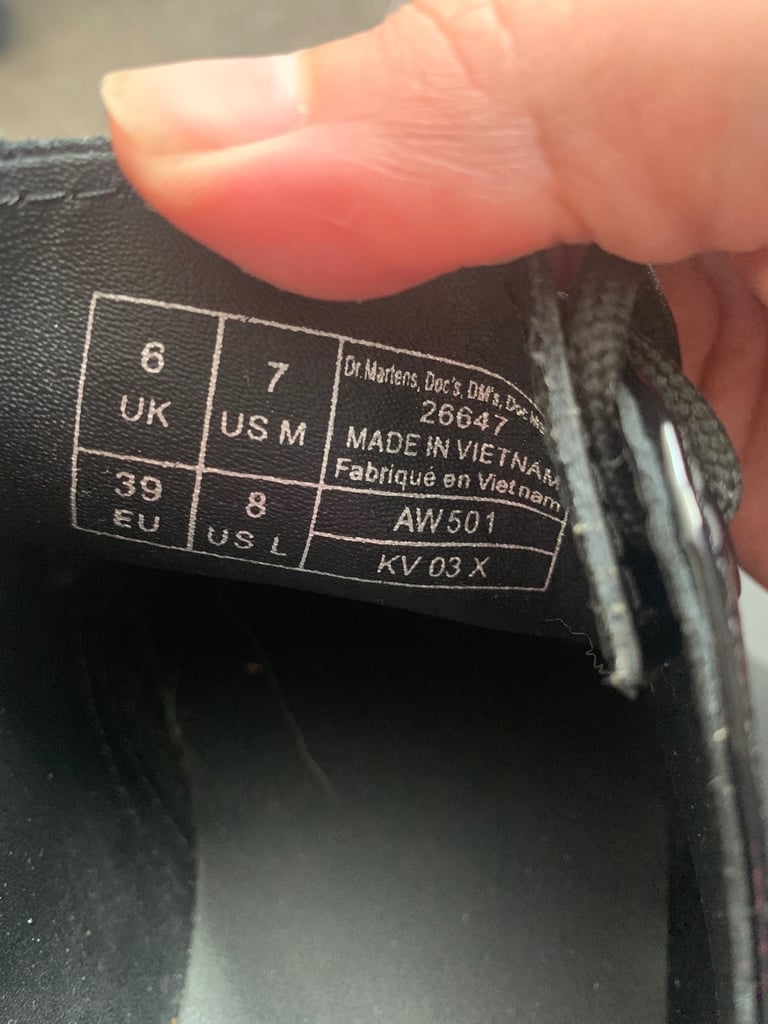 6
UK
7
US M
39
EU
8
US L
Dr.Martens, Doc's, DM's,
26647
MADE IN VIETNAM
Fabriqué en Vietnam
AW501
KV 03 X